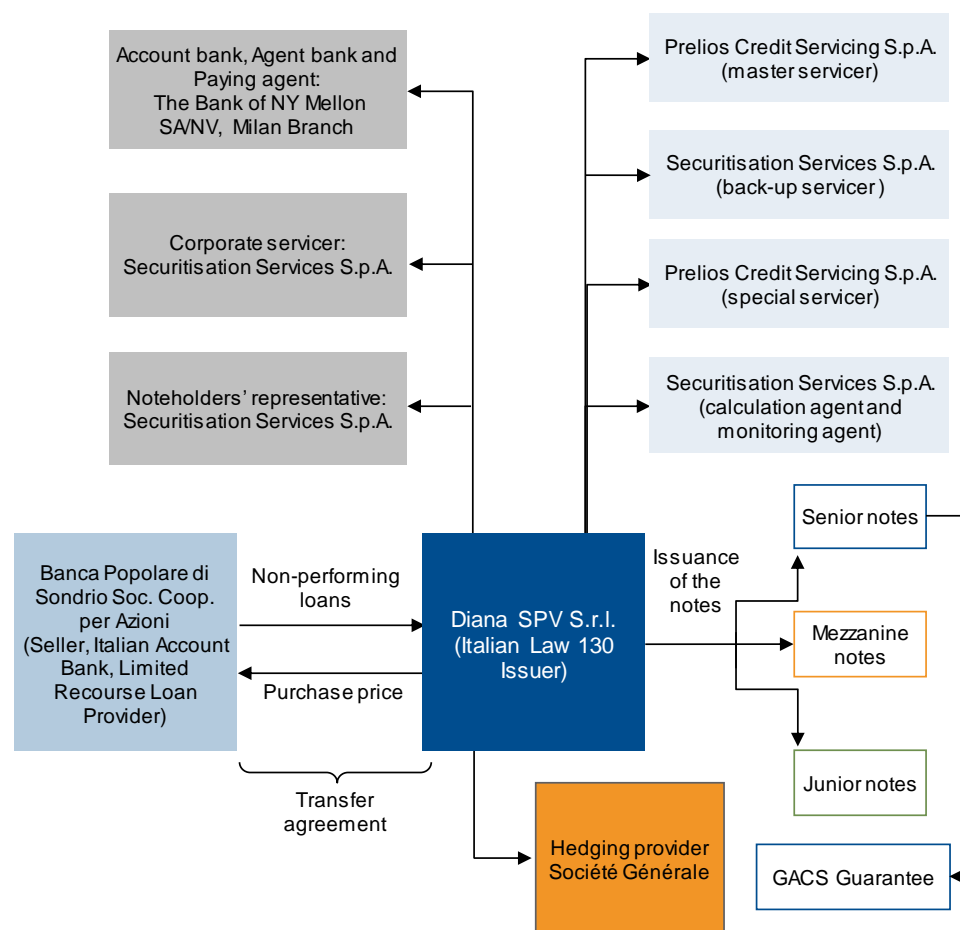 Account bank, Agent bank and
Paying agent:
The Bank of NY Mellon
SA/NV, Milan Branch
Corporate servicer:
Securitisation Services S.p.A.
Noteholders’ representative:
Securitisation Services S.p.A.
Prelios Credit Servicing S.p.A.
(master servicer)
Securitisation Services S.p.A.
(back-up servicer)
Prelios Credit Servicing S.p.A.
(special servicer)
Securitisation Services S.p.A.
(calculation agent and
monitoring agent)
Banca Popolare di
Sondrio Soc. Coop.
per Azioni
(Seller, Italian Account
Bank, Limited
Recourse Loan
Provider)
Non-performing
loans
Purchase price
Transfer
agreement
Diana SPV S.r.l.
(Italian Law 130
Issuer)
Issuance
of the
notes
Senior notes
Mezzanine
notes
Junior notes
Hedging provider
Société Générale
GACS Guarantee